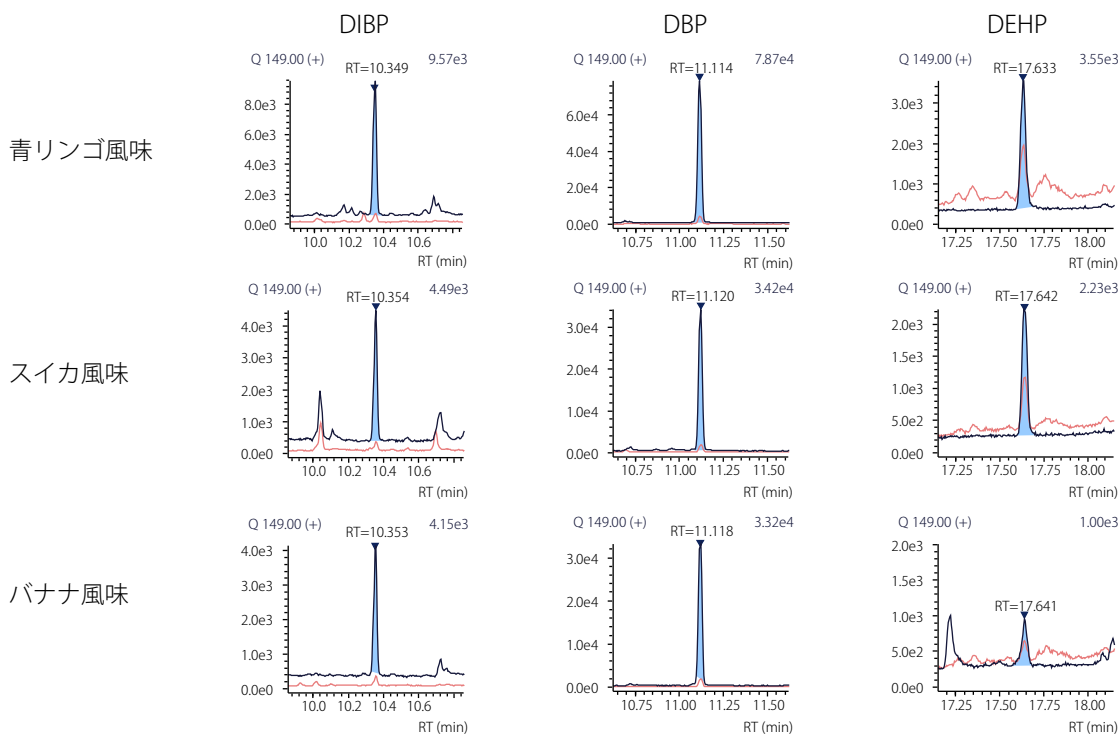 DIBP
DBP
DEHP
青リンゴ風味
Q 149.00 (+) 9.57e3
RT=10.349
8.0e3
6.0e3
4.0e3
2.0e3
0.0e0
10.0 10.2 10.4 10.6
RT (min)
Q 149.00 (+) 7.87e4
RT=11.114
6.0e4
4.0e4
2.0e4
0.0e0
10.75 11.00 11.25 11.50
RT (min)
Q 149.00 (+) 3.55e3
RT=17.633
3.0e3
2.0e3
1.0e3
0.0e0
17.25 17.50 17.75 18.00
RT (min)
スイカ風味
Q 149.00 (+) 4.49e3
RT=10.354
4.0e3
3.0e3
2.0e3
1.0e3
0.0e0
10.0 10.2 10.4 10.6
RT (min)
Q 149.00 (+) 3.42e4
RT=11.120
3.0e4
2.0e4
1.0e4
0.0e0
10.75 11.00 11.25 11.50
RT (min)
Q 149.00 (+) 2.23e3
RT=17.642
2.0e3
1.5e3
1.0e3
5.0e2
0.0e0
17.25 17.50 17.75 18.00
RT (min)
バナナ風味
Q 149.00 (+) 4.15e3
RT=10.353
4.0e3
3.0e3
2.0e3
1.0e3
0.0e0
10.0 10.2 10.4 10.6
RT (min)
Q 149.00 (+) 3.32e4
RT=11.118
3.0e4
2.0e4
1.0e4
0.0e0
10.75 11.00 11.25 11.50
RT (min)
Q 149.00 (+) 1.00e3
RT=17.641
2.0e3
1.5e3
1.0e3
5.0e2
0.0e0
17.25 17.50 17.75 18.00
RT (min)